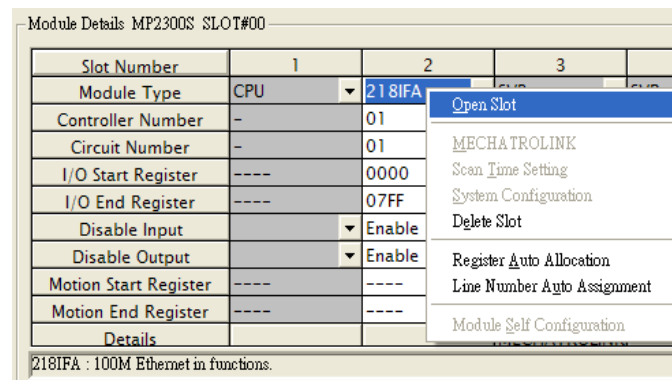 Module Details MP2300S SLOT#00
Slot Number 1 2 3
Module Type CPU 218IFA
Controller Number - 01
Circuit Number - 01
I/O Start Register ---- 0000
I/O End Register ---- 07FF
Disable Input Enable
Disable Output Enable
Motion Start Register ---- ----
Motion End Register ---- ----
Details
Open Slot
MECHATROLINK
Scan Time Setting
System Configuration
Delete Slot
Register Auto Allocation
Line Number Auto Assignment
Module Self Configuration
218IFA : 100M Ethernet in functions.